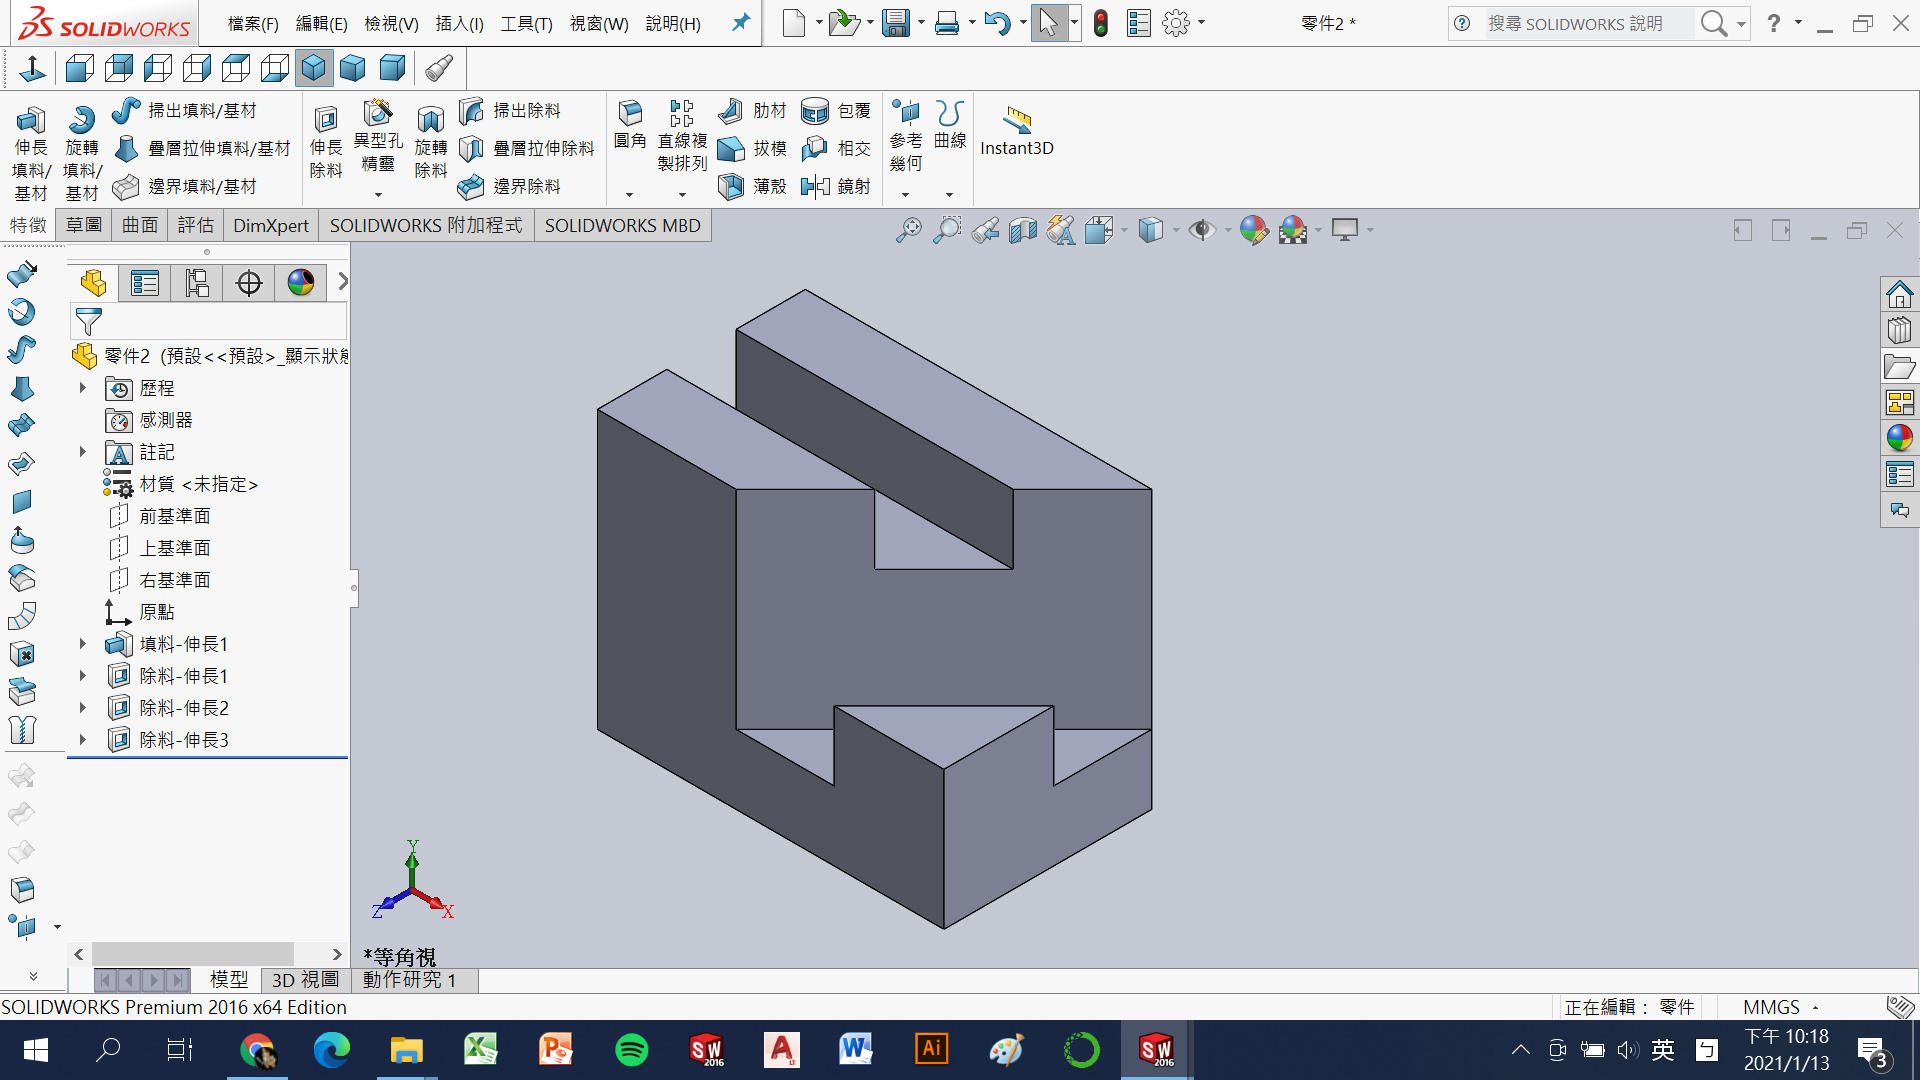 SOLIDWORKS
檔案(F) 編輯(E) 檢視(V) 插入(I) 工具(T) 視窗(W) 說明(H)
零件2 *
搜尋 SOLIDWORKS 說明
伸長填料/基材
旋轉填料/基材
掃出填料/基材
疊層拉伸填料/基材
邊界填料/基材
伸長除料
異型孔精靈
旋轉除料
掃出除料
疊層拉伸除料
邊界除料
圓角
直線複製排列
肋材
拔模
薄殼
包覆
相交
鏡射
參考幾何
曲線
Instant3D
特徵 草圖 曲面 評估 DimXpert SOLIDWORKS 附加程式 SOLIDWORKS MBD
零件2 (預設<<預設>_顯示狀態
歷程
感測器
註記
材質 <未指定>
前基準面
上基準面
右基準面
原點
填料-伸長1
除料-伸長1
除料-伸長2
除料-伸長3
Y
Z
X
*等角視
模型 3D 視圖 動作研究 1
SOLIDWORKS Premium 2016 x64 Edition
正在編輯： 零件
MMGS
SW 2016
A LT
Ai
SW 2016
英
ㄅ
下午 10:18
2021/1/13
3